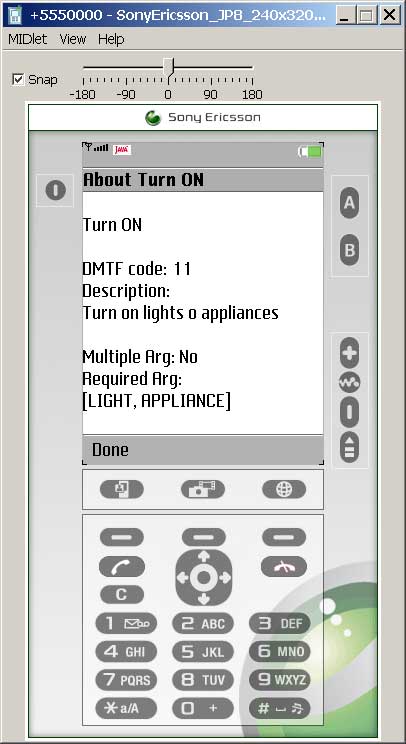 +5550000 - SonyEricsson_JP8_240x320...
MIDlet View Help
Snap
-180 -90 0 90 180
Sony Ericsson
JAVA
About Turn ON
A
B
Turn ON
DMTF code: 11
Description:
Turn on lights o appliances
Multiple Arg: No
Required Arg:
[LIGHT, APPLIANCE]
Done
C
1
2 ABC
3 DEF
4 GHI
5 JKL
6 MNO
7 PQRS
8 TUV
9 WXYZ
* a/A
0 +
#